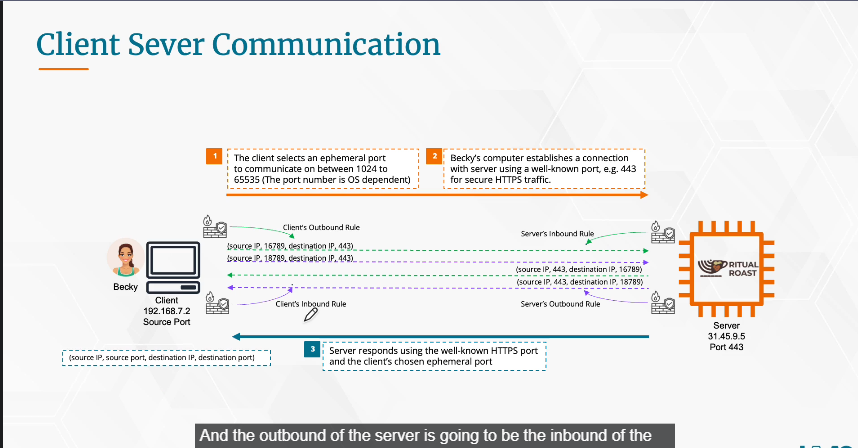 Client Sever Communication
1
The client selects an ephemeral port
to communicate on between 1024 to
65535 (The port number is OS dependent)
2
Becky's computer establishes a connection
with server using a well-known port, e.g. 443
for secure HTTPS traffic.
Client's Outbound Rule
Server's Inbound Rule
(source IP, 16789, destination IP, 443)
(source IP, 18789, destination IP, 443)
(source IP, 443, destination IP, 16789)
(source IP, 443, destination IP, 18789)
Client's Inbound Rule
Server's Outbound Rule
Becky
Client
192.168.7.2
Source Port
RITUAL
ROAST
Server
31.45.9.5
Port 443
3
Server responds using the well-known HTTPS port
and the client's chosen ephemeral port
(source IP, source port, destination IP, destination port)
And the outbound of the server is going to be the inbound of the